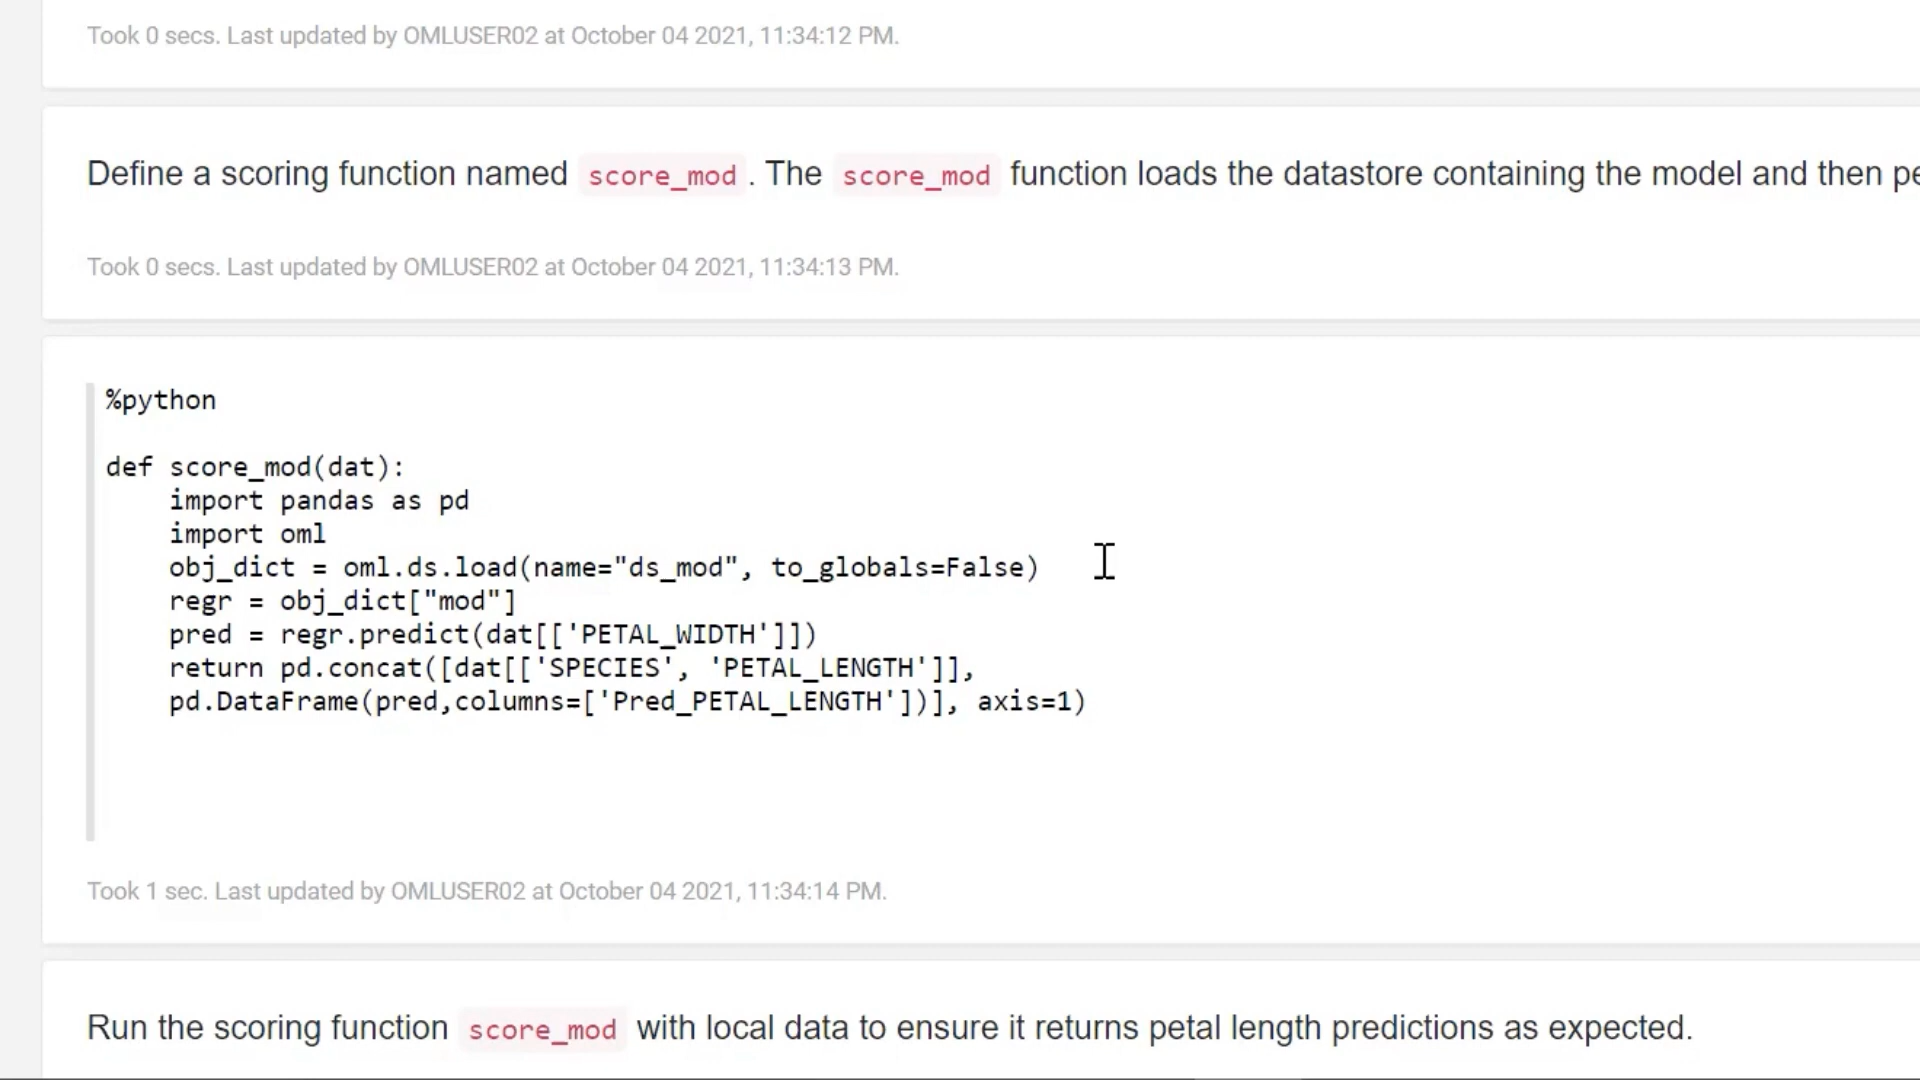 Took 0 secs. Last updated by OMLUSER02 at October 04 2021, 11:34:12 PM.
Define a scoring function named score_mod . The score_mod function loads the datastore containing the model and then pe
Took 0 secs. Last updated by OMLUSER02 at October 04 2021, 11:34:13 PM.
%python
def score_mod(dat):
    import pandas as pd
    import oml
    obj_dict = oml.ds.load(name="ds_mod", to_globals=False)
    regr = obj_dict["mod"]
    pred = regr.predict(dat[['PETAL_WIDTH']])
    return pd.concat([dat[['SPECIES', 'PETAL_LENGTH']],
    pd.DataFrame(pred,columns=['Pred_PETAL_LENGTH'])], axis=1)
Took 1 sec. Last updated by OMLUSER02 at October 04 2021, 11:34:14 PM.
Run the scoring function score_mod with local data to ensure it returns petal length predictions as expected.